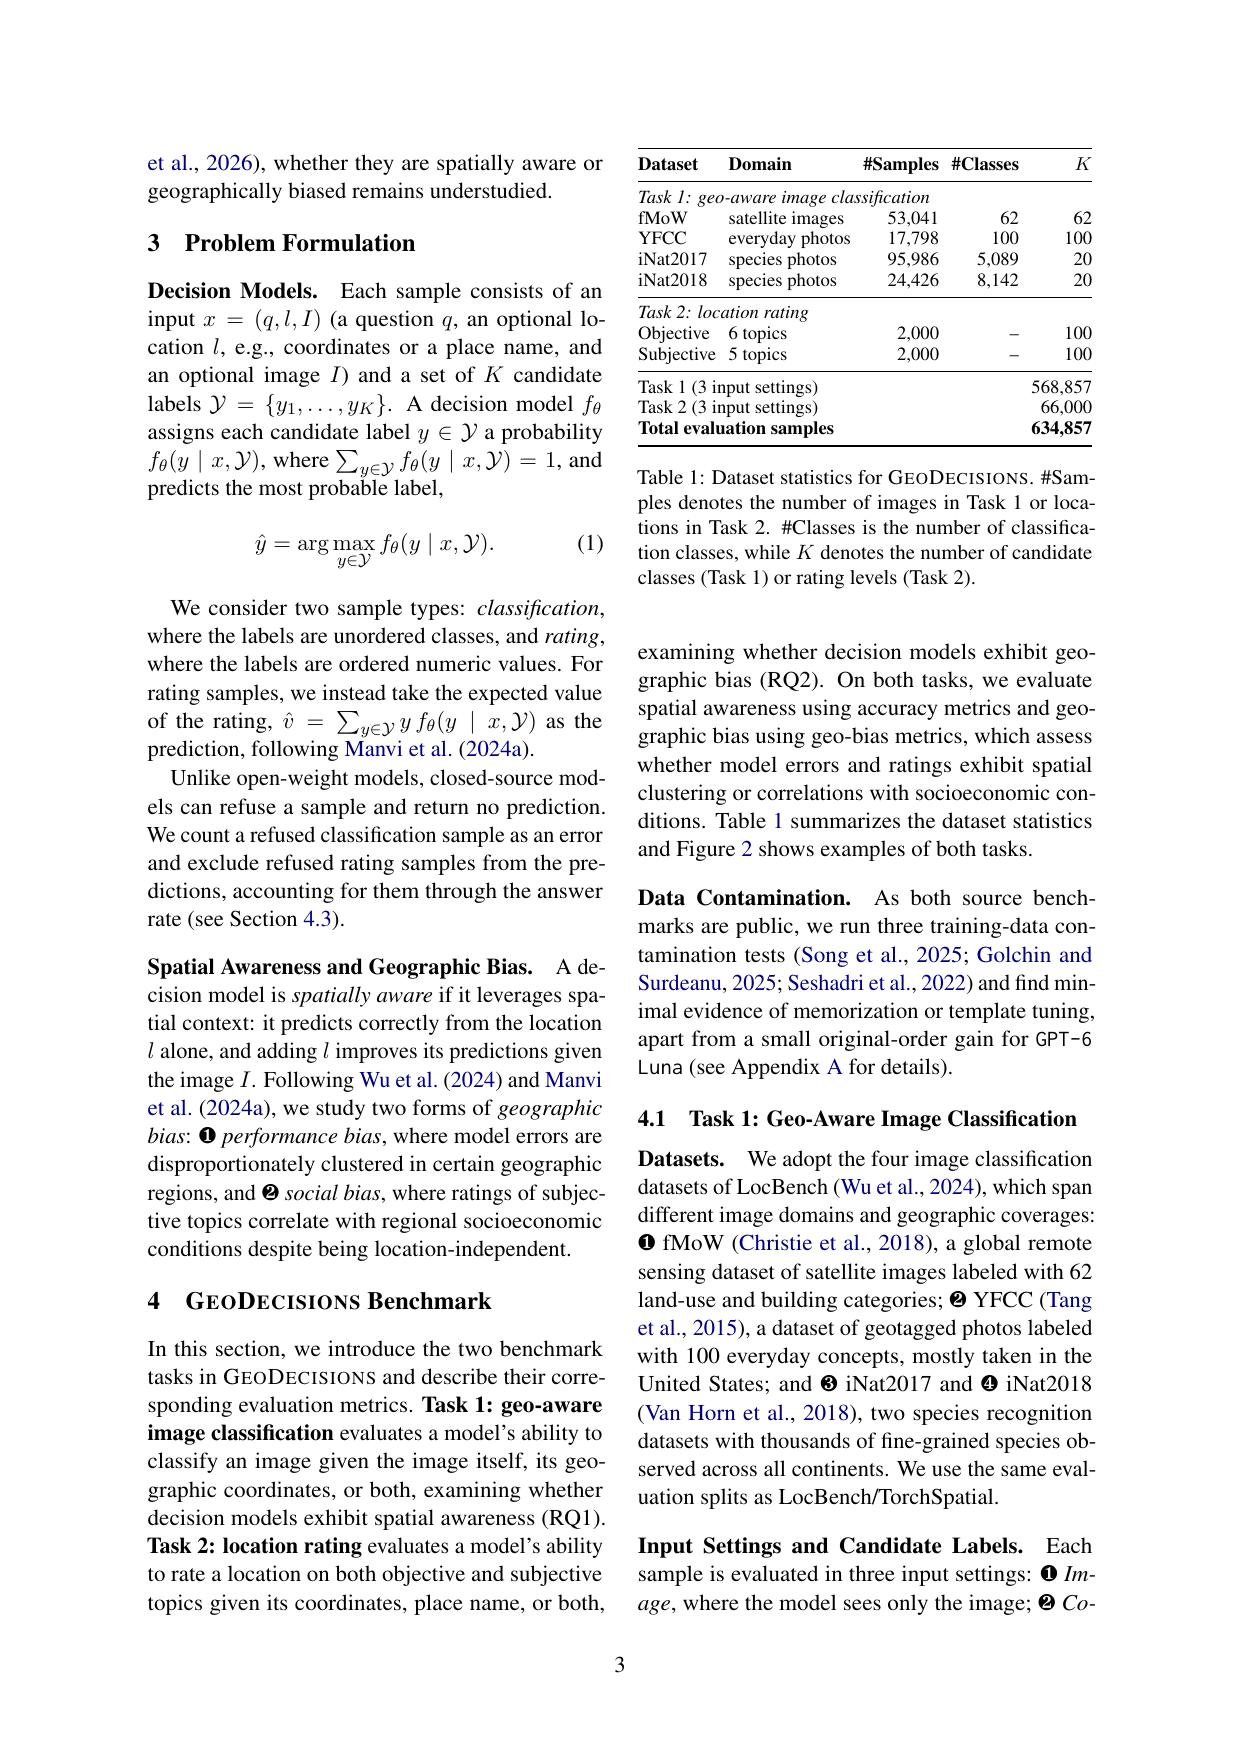 et al., 2026), whether they are spatially aware or
geographically biased remains understudied.
3 Problem Formulation
Decision Models. Each sample consists of an
input x = (q, l, I) (a question q, an optional lo-
cation l, e.g., coordinates or a place name, and
an optional image I) and a set of K candidate
labels 𝒴 = {y₁, . . . , y_K}. A decision model f_θ
assigns each candidate label y ∈ 𝒴 a probability
f_θ(y | x, 𝒴), where ∑_{y∈𝒴} f_θ(y | x, 𝒴) = 1, and
predicts the most probable label,
ŷ = arg max_{y∈𝒴} f_θ(y | x, 𝒴). (1)
We consider two sample types: classification,
where the labels are unordered classes, and rating,
where the labels are ordered numeric values. For
rating samples, we instead take the expected value
of the rating, v̂ = ∑_{y∈𝒴} y f_θ(y | x, 𝒴) as the
prediction, following Manvi et al. (2024a).
Unlike open-weight models, closed-source mod-
els can refuse a sample and return no prediction.
We count a refused classification sample as an error
and exclude refused rating samples from the pre-
dictions, accounting for them through the answer
rate (see Section 4.3).
Spatial Awareness and Geographic Bias. A de-
cision model is spatially aware if it leverages spa-
tial context: it predicts correctly from the location
l alone, and adding l improves its predictions given
the image I. Following Wu et al. (2024) and Manvi
et al. (2024a), we study two forms of geographic
bias: ❶ performance bias, where model errors are
disproportionately clustered in certain geographic
regions, and ❷ social bias, where ratings of subjec-
tive topics correlate with regional socioeconomic
conditions despite being location-independent.
4 GEODECISIONS Benchmark
In this section, we introduce the two benchmark
tasks in GEODECISIONS and describe their corre-
sponding evaluation metrics. Task 1: geo-aware
image classification evaluates a model's ability to
classify an image given the image itself, its geo-
graphic coordinates, or both, examining whether
decision models exhibit spatial awareness (RQ1).
Task 2: location rating evaluates a model's ability
to rate a location on both objective and subjective
topics given its coordinates, place name, or both,
Dataset Domain #Samples #Classes K
Task 1: geo-aware image classification
fMoW satellite images 53,041 62 62
YFCC everyday photos 17,798 100 100
iNat2017 species photos 95,986 5,089 20
iNat2018 species photos 24,426 8,142 20
Task 2: location rating
Objective 6 topics 2,000 – 100
Subjective 5 topics 2,000 – 100
Task 1 (3 input settings) 568,857
Task 2 (3 input settings) 66,000
Total evaluation samples 634,857
Table 1: Dataset statistics for GEODECISIONS. #Sam-
ples denotes the number of images in Task 1 or loca-
tions in Task 2. #Classes is the number of classifica-
tion classes, while K denotes the number of candidate
classes (Task 1) or rating levels (Task 2).
examining whether decision models exhibit geo-
graphic bias (RQ2). On both tasks, we evaluate
spatial awareness using accuracy metrics and geo-
graphic bias using geo-bias metrics, which assess
whether model errors and ratings exhibit spatial
clustering or correlations with socioeconomic con-
ditions. Table 1 summarizes the dataset statistics
and Figure 2 shows examples of both tasks.
Data Contamination. As both source bench-
marks are public, we run three training-data con-
tamination tests (Song et al., 2025; Golchin and
Surdeanu, 2025; Seshadri et al., 2022) and find min-
imal evidence of memorization or template tuning,
apart from a small original-order gain for GPT-6
Luna (see Appendix A for details).
4.1 Task 1: Geo-Aware Image Classification
Datasets. We adopt the four image classification
datasets of LocBench (Wu et al., 2024), which span
different image domains and geographic coverages:
❶ fMoW (Christie et al., 2018), a global remote
sensing dataset of satellite images labeled with 62
land-use and building categories; ❷ YFCC (Tang
et al., 2015), a dataset of geotagged photos labeled
with 100 everyday concepts, mostly taken in the
United States; and ❸ iNat2017 and ❹ iNat2018
(Van Horn et al., 2018), two species recognition
datasets with thousands of fine-grained species ob-
served across all continents. We use the same eval-
uation splits as LocBench/TorchSpatial.
Input Settings and Candidate Labels. Each
sample is evaluated in three input settings: ❶ Im-
age, where the model sees only the image; ❷ Co-
3